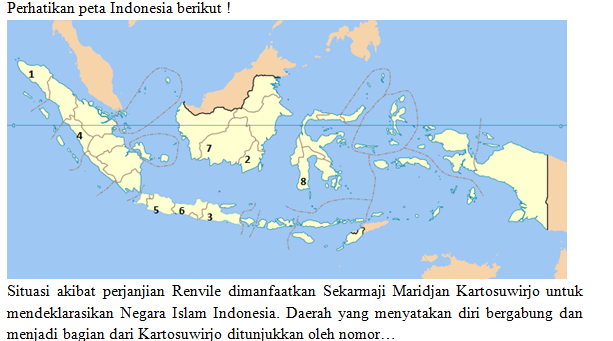 Perhatikan peta Indonesia berikut !
1
4
7
2
8
5
6
3
Situasi akibat perjanjian Renvile dimanfaatkan Sekarmaji Maridjan Kartosuwirjo untuk
mendeklarasikan Negara Islam Indonesia. Daerah yang menyatakan diri bergabung dan
menjadi bagian dari Kartosuwirjo ditunjukkan oleh nomor…